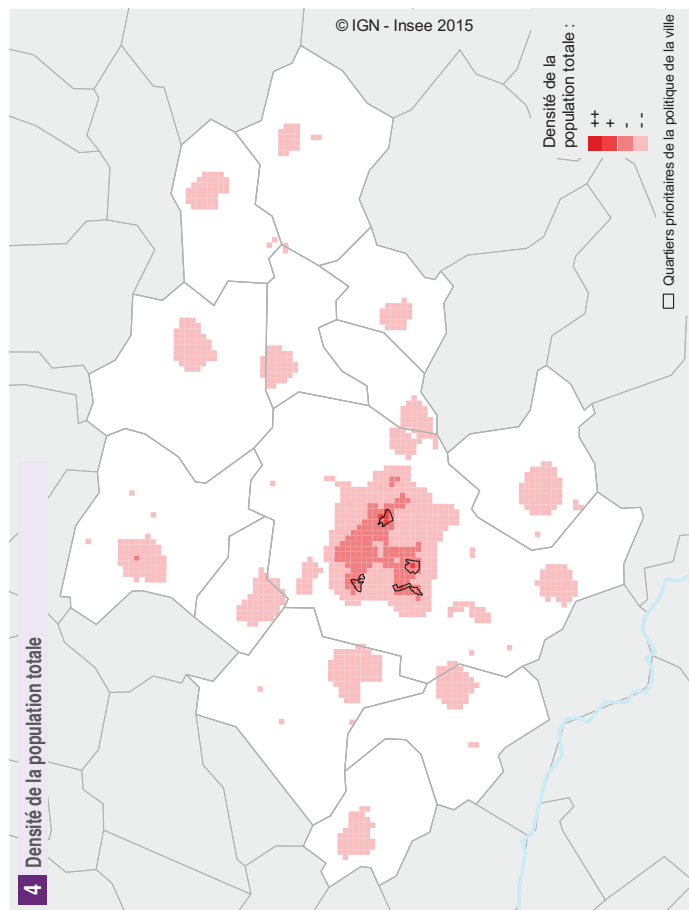 4 Densité de la population totale
© IGN - Insee 2015
Densité de la
population totale :
++
+
-
--
Quartiers prioritaires de la politique de la ville